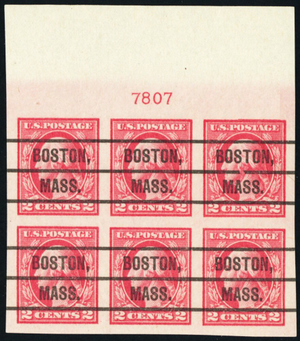 7807
U.S. POSTAGE U.S. POSTAGE U.S. POSTAGE
BOSTON, BOSTON, BOSTON,
MASS. MASS. MASS.
2 CENTS 2 2 CENTS 2 2 CENTS 2
U.S. POSTAGE U.S. POSTAGE U.S. POSTAGE
BOSTON, BOSTON, BOSTON,
MASS. MASS. MASS.
2 CENTS 2 2 CENTS 2 2 CENTS 2